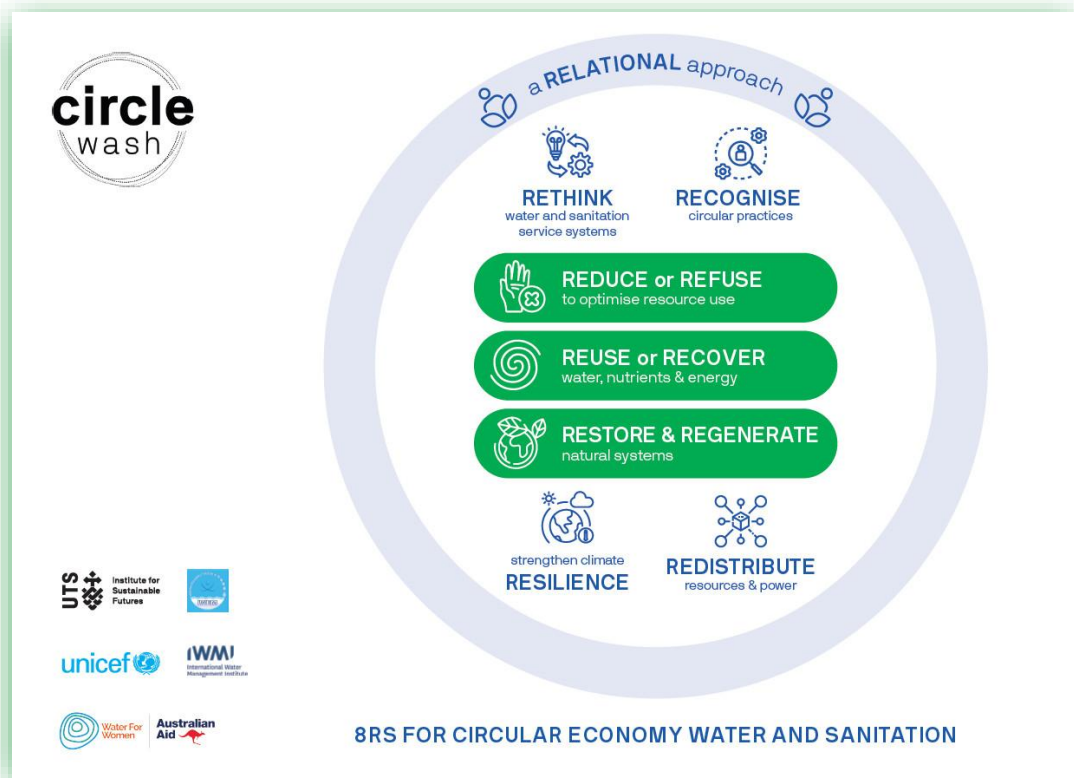 circle
wash
a RELATIONAL approach
RETHINK
water and sanitation
service systems
RECOGNISE
circular practices
REDUCE or REFUSE
to optimise resource use
REUSE or RECOVER
water, nutrients & energy
RESTORE & REGENERATE
natural systems
strengthen climate
RESILIENCE
REDISTRIBUTE
resources & power
UTS
Institute for
Sustainable
Futures
unicef
IWMI
International Water
Management Institute
Water For
Women
Australian
Aid
8RS FOR CIRCULAR ECONOMY WATER AND SANITATION